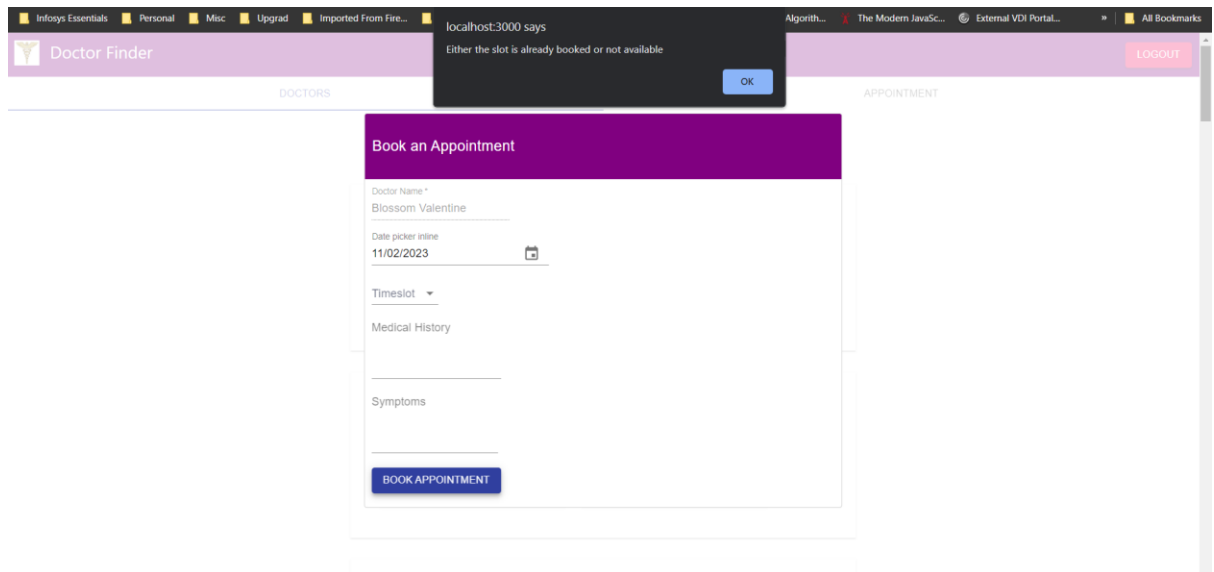 Infosys Essentials Personal Misc Upgrad Imported From Fire... Algorith... The Modern JavaSc... External VDI Portal... » All Bookmarks
localhost:3000 says
Either the slot is already booked or not available
OK
Doctor Finder LOGOUT
DOCTORS APPOINTMENT
Book an Appointment
Doctor Name *
Blossom Valentine
Date picker inline
11/02/2023
Timeslot
Medical History
Symptoms
BOOK APPOINTMENT